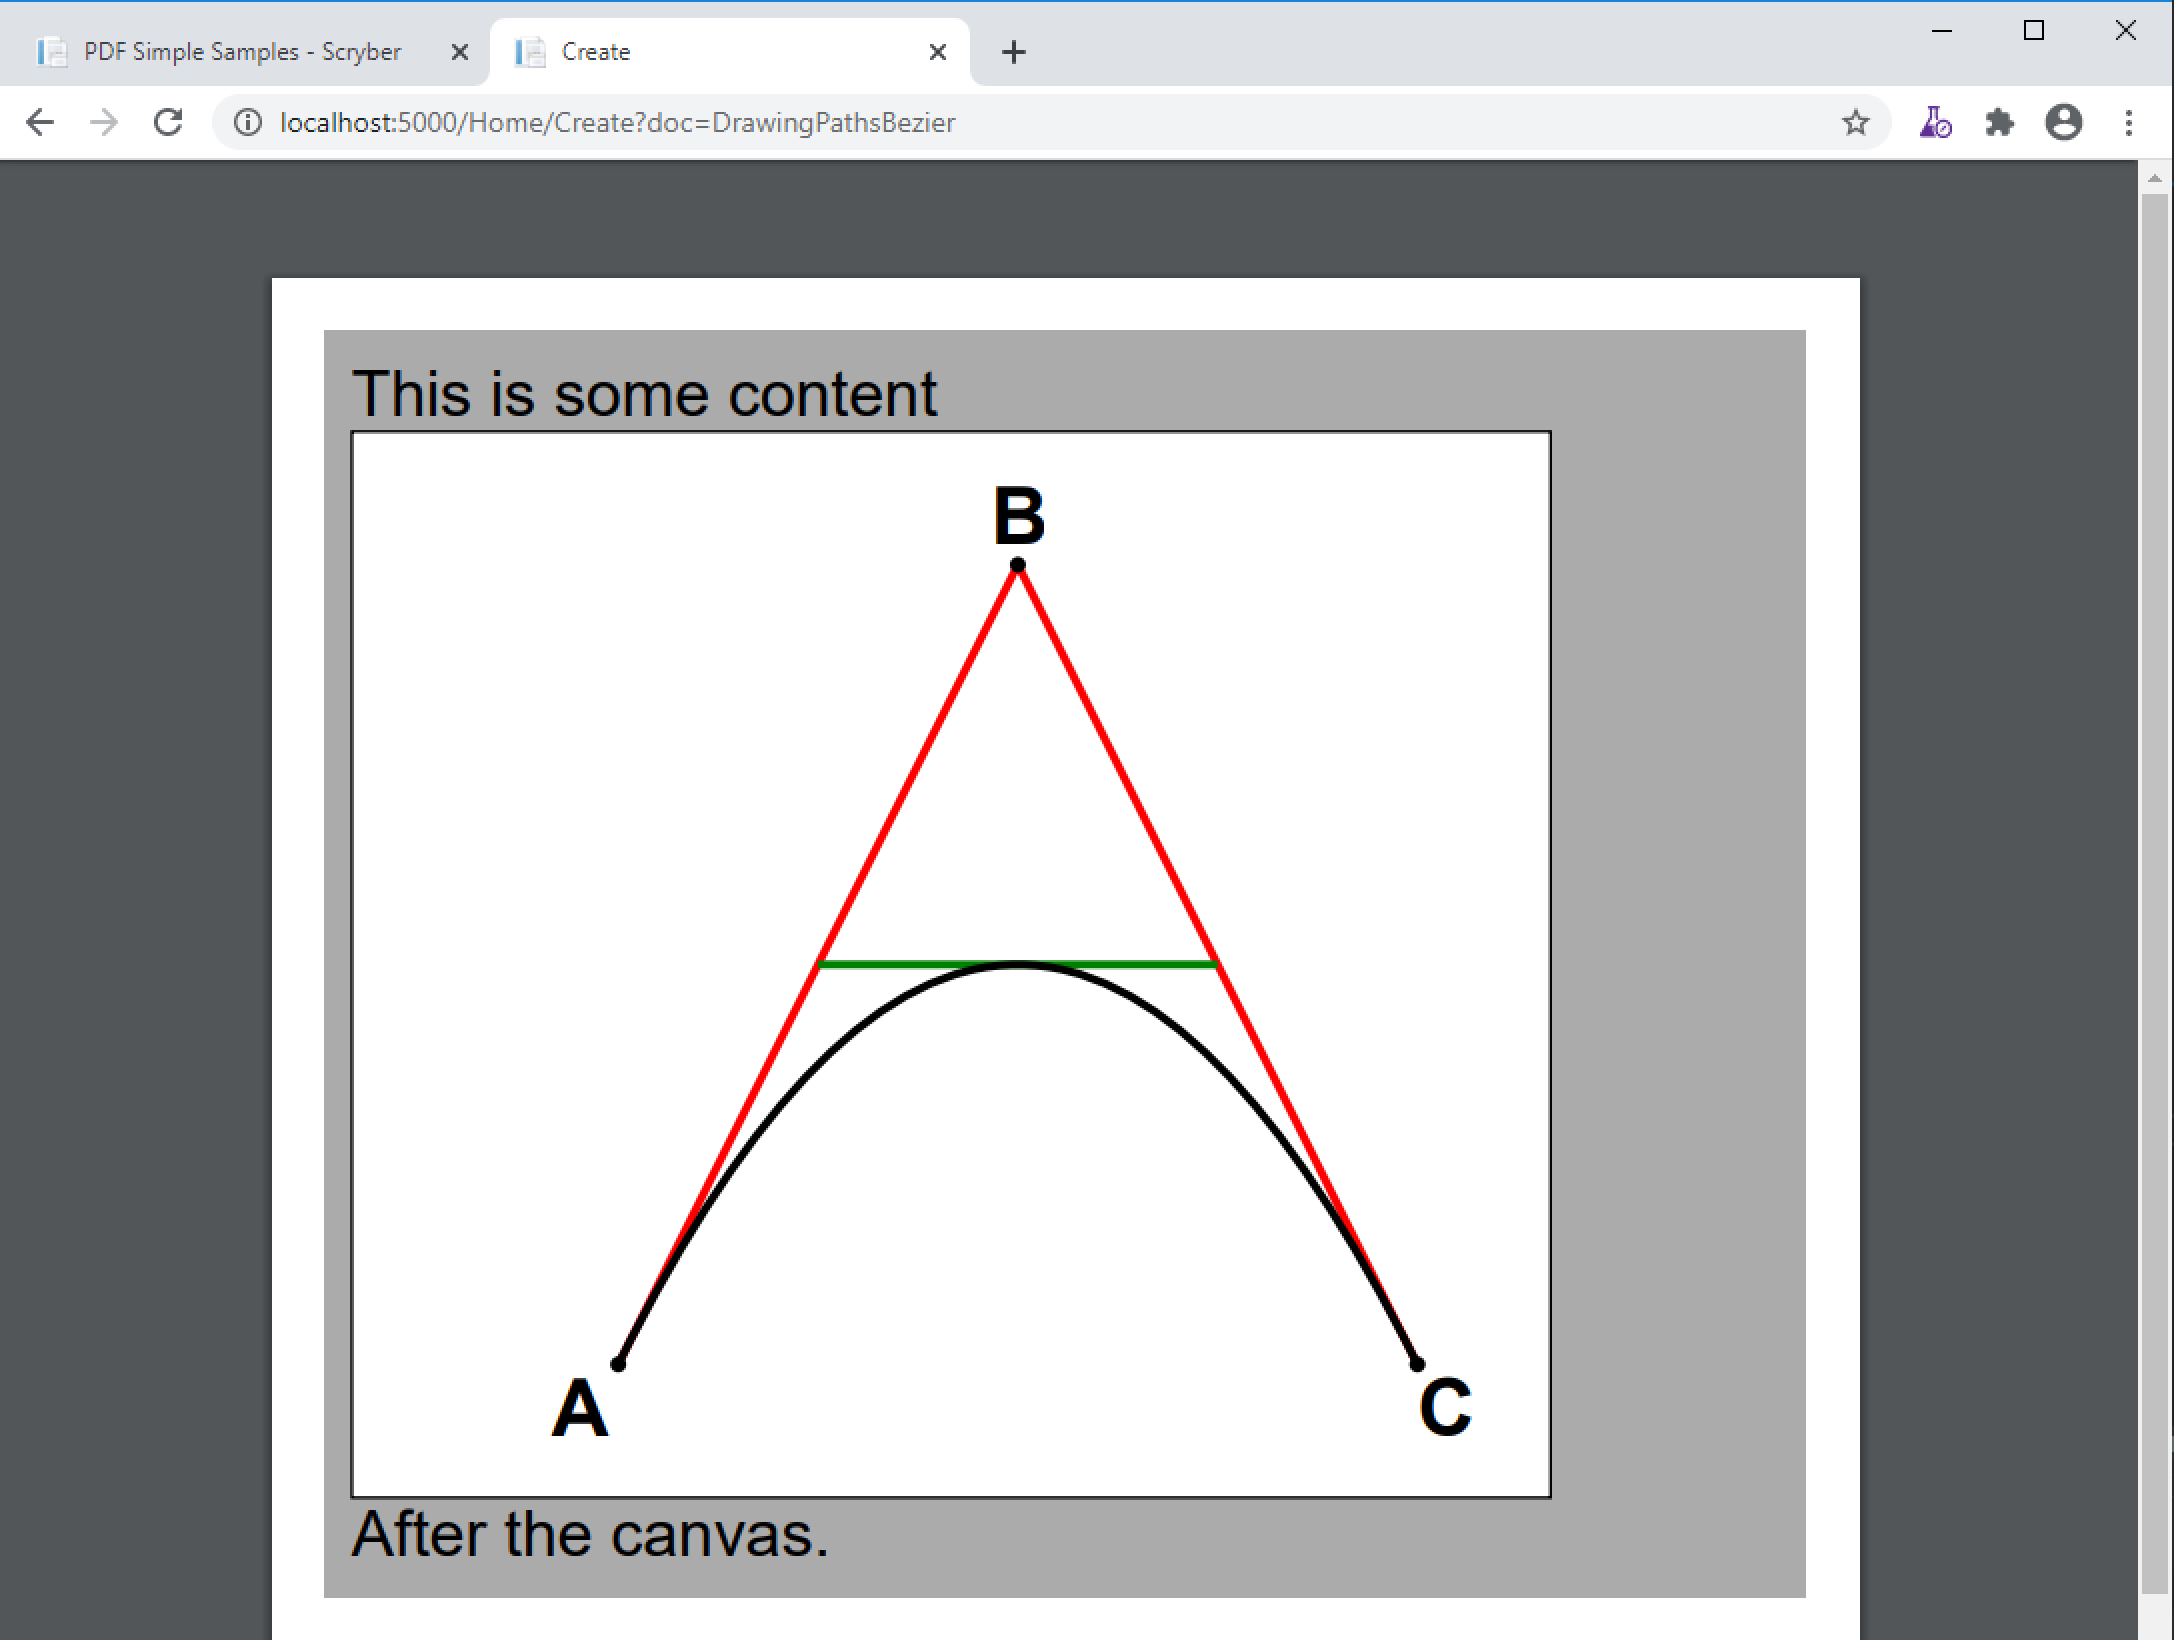 PDF Simple Samples - Scryber
Create
localhost:5000/Home/Create?doc=DrawingPathsBezier
This is some content
B
A
C
After the canvas.